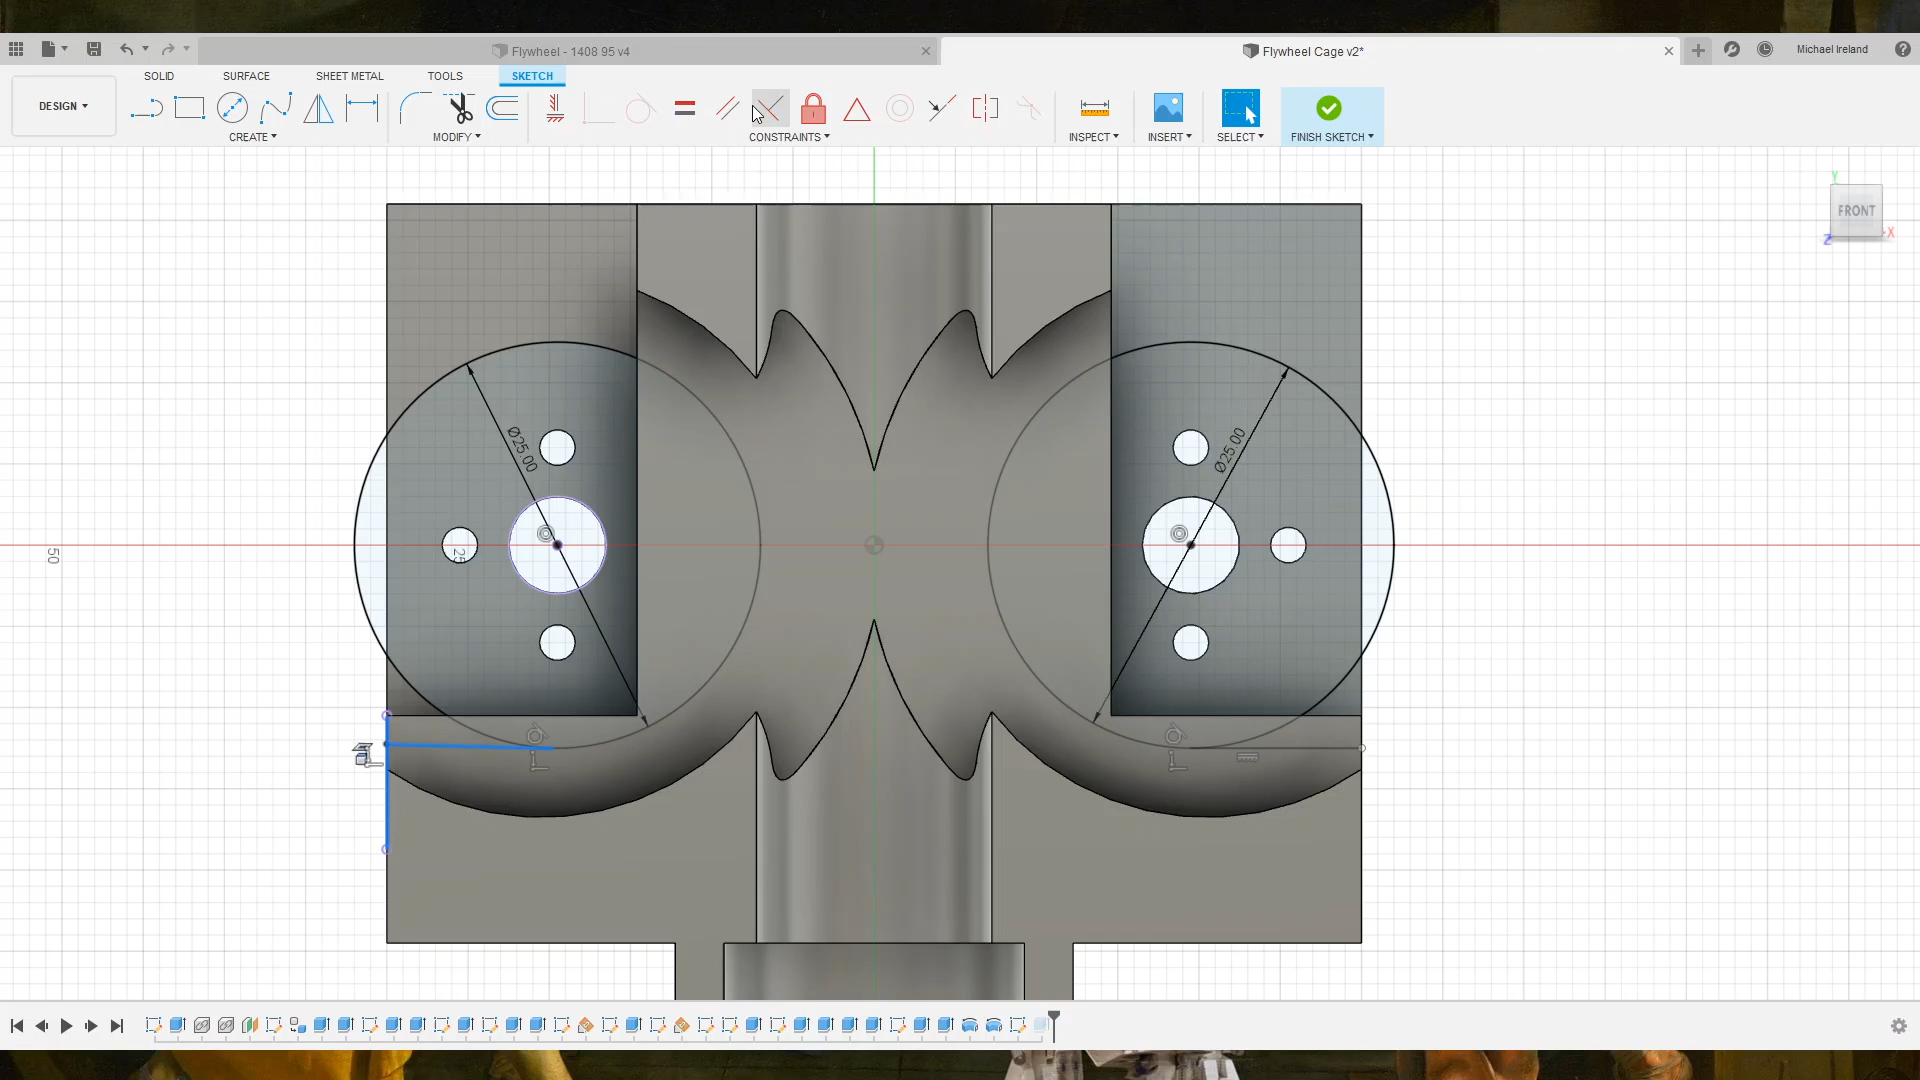 Flywheel - 1408 95 v4
Flywheel Cage v2*
Michael Ireland
SOLID
SURFACE
SHEET METAL
TOOLS
SKETCH
DESIGN
CREATE
MODIFY
CONSTRAINTS
INSPECT
INSERT
SELECT
FINISH SKETCH
Y
FRONT
X
Z
Ø25.00
Ø25.00
50
25